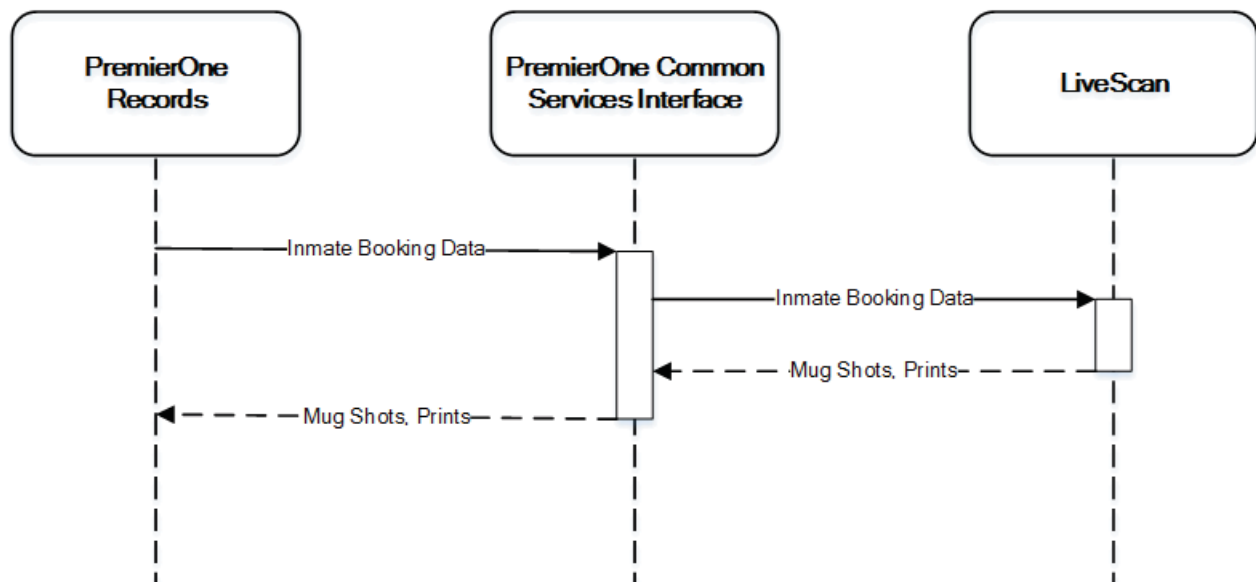 PremierOne
Records
PremierOne Common
Services Interface
LiveScan
Inmate Booking Data
Inmate Booking Data
Mug Shots, Prints
Mug Shots, Prints